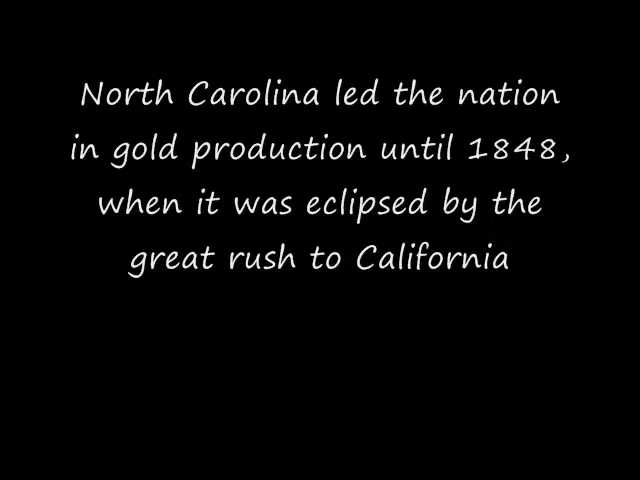 North Carolina led the nation
in gold production until 1848,
when it was eclipsed by the
great rush to California